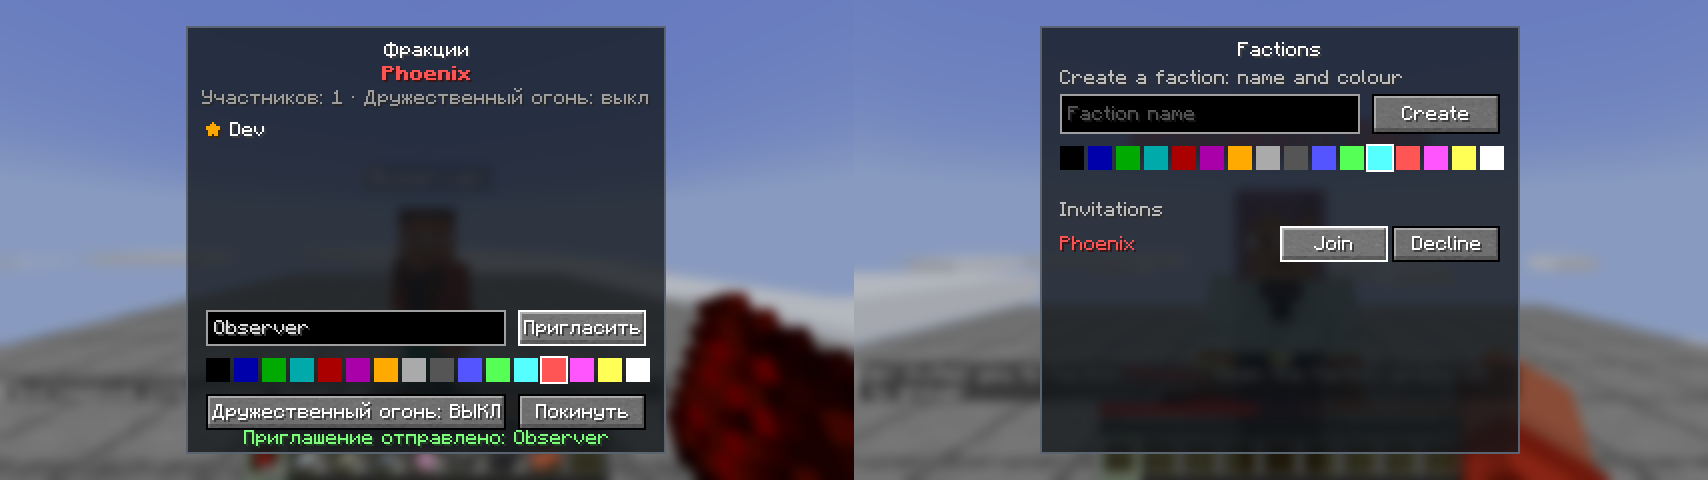 Фракции
Phoenix
Участников: 1 · Дружественный огонь: выкл
Dev
Observer
Пригласить
Дружественный огонь: ВЫКЛ
Покинуть
Приглашение отправлено: Observer
Factions
Create a faction: name and colour
Faction name
Create
Invitations
Phoenix
Join
Decline